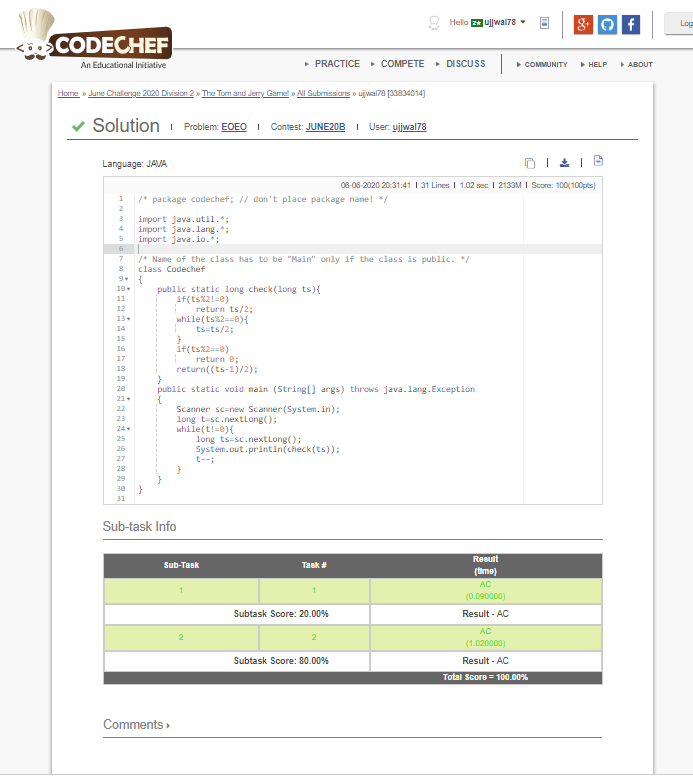 CODECHEF
An Educational Initiative
Hello 2★ ujjwal78
Log
PRACTICE COMPETE DISCUSS COMMUNITY HELP ABOUT
Home » June Challenge 2020 Division 2 » The Tom and Jerry Game! » All Submissions » ujjwal78 [33834014]
Solution | Problem: EOEO | Contest: JUNE20B | User: ujjwal78
Language: JAVA
06-06-2020 20:31:41 | 31 Lines | 1.02 sec | 2133M | Score: 100(100pts)
1 /* package codechef; // don't place package name! */
2
3 import java.util.*;
4 import java.lang.*;
5 import java.io.*;
6
7 /* Name of the class has to be "Main" only if the class is public. */
8 class Codechef
9 {
10 public static long check(long ts){
11 if(ts%2!=0)
12 return ts/2;
13 while(ts%2==0){
14 ts=ts/2;
15 }
16 if(ts%2==0)
17 return 0;
18 return((ts-1)/2);
19 }
20 public static void main (String[] args) throws java.lang.Exception
21 {
22 Scanner sc=new Scanner(System.in);
23 long t=sc.nextLong();
24 while(t!=0){
25 long ts=sc.nextLong();
26 System.out.println(check(ts));
27 t--;
28 }
29 }
30 }
31
Sub-task Info
Sub-Task Task # Result
(time)
1 1 AC
(0.090000)
Subtask Score: 20.00% Result - AC
2 2 AC
(1.020000)
Subtask Score: 80.00% Result - AC
Total Score = 100.00%
Comments